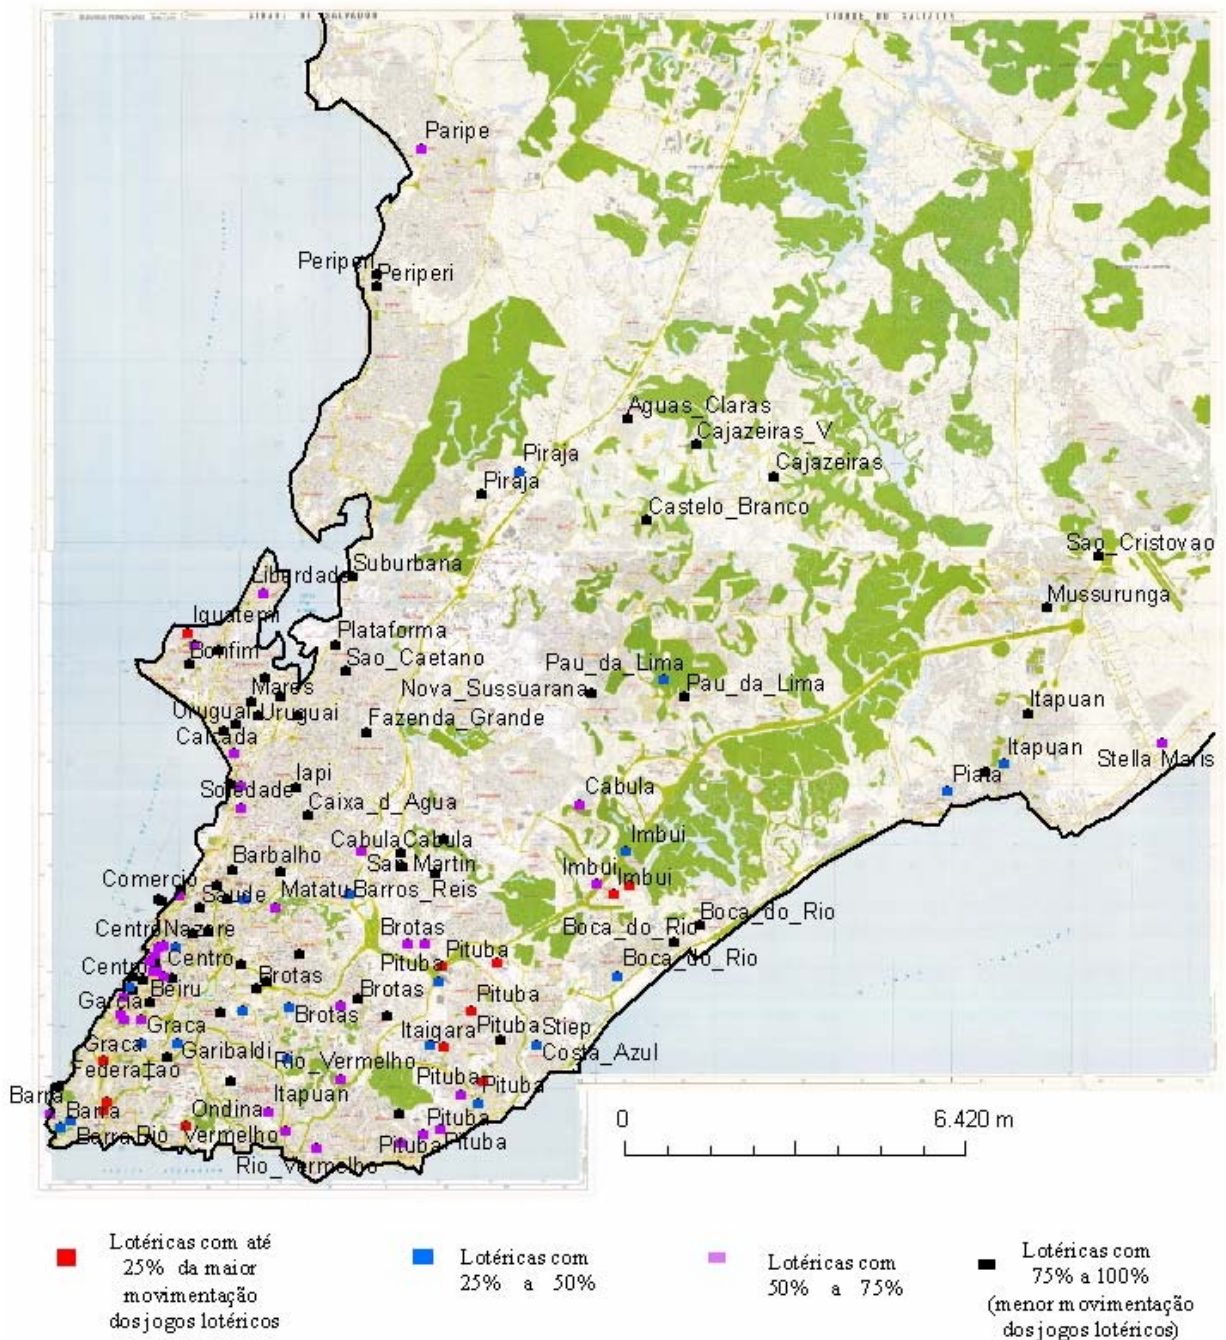 CIDADE DO SALVADOR
Paripe
Periperi
Periperi
Aguas_Claras
Cajazeiras_V
Piraja
Cajazeiras
Piraja
Castelo_Branco
Sao_Cristovao
Suburbana
Liberdade
Mussurunga
Iguatemi
Plataforma
Bonfim
Sao_Caetano
Pau_da_Lima
Mares
Nova_Sussuarana
Pau_da_Lima
Itapuan
Uruguai
Uruguai
Fazenda_Grande
Calcada
Itapuan
Stella_Maris
Iapi
Piata
Soledade
Cabula
Caixa_d_Agua
Cabula
Cabula
Imbui
Barbalho
San_Martin
Imbui
Imbui
Comercio
Saude
Matatu
Barros_Reis
Boca_do_Rio
Centro
Nazare
Brotas
Boca_do_Rio
Centro
Centro
Pituba
Pituba
Boca_do_Rio
Beiru
Brotas
Brotas
Garcia
Brotas
Pituba
Graca
Itaigara
Pituba
Stiep
Graca
Garibaldi
Costa_Azul
Federacao
Rio_Vermelho
Pituba
Pituba
Barra
Barra
Ondina
Itapuan
Pituba
Barra
Rio_Vermelho
Pituba
Pituba
Rio_Vermelho
0 6.420 m
Lotéricas com até
25% da maior
movimentação
dos jogos lotéricos
Lotéricas com
25% a 50%
Lotéricas com
50% a 75%
Lotéricas com
75% a 100%
(menor movimentação
dos jogos lotéricos)